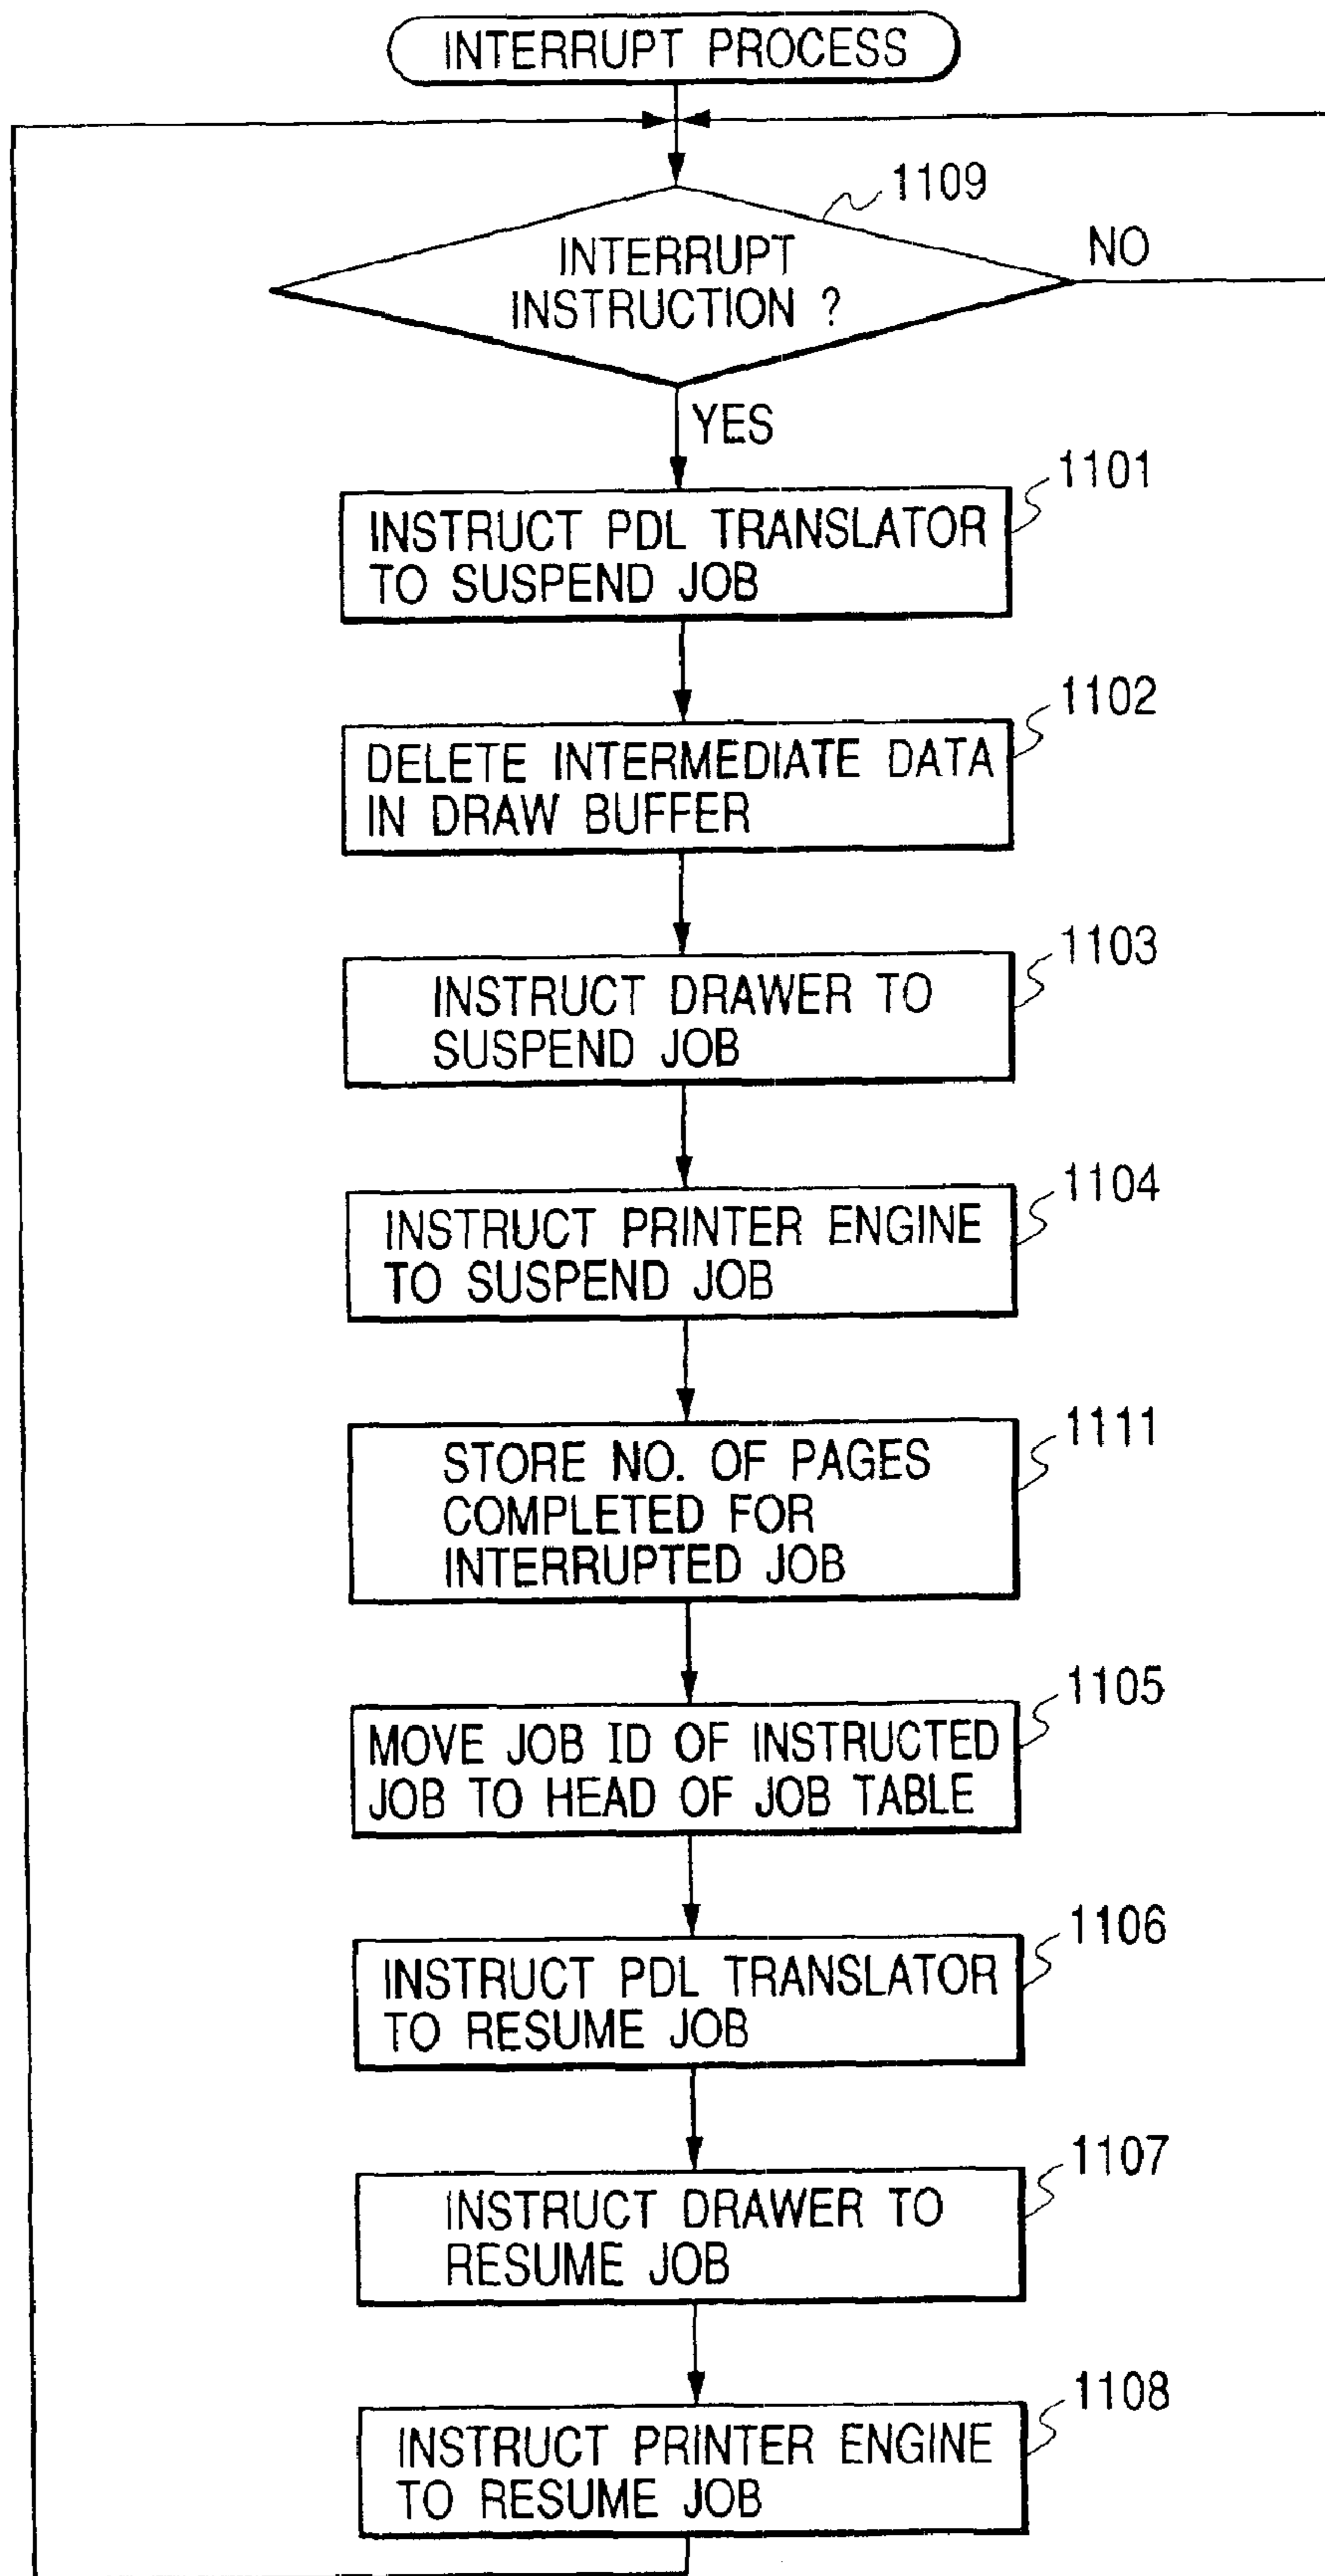 INTERRUPT PROCESS
1109
INTERRUPT
NO
INSTRUCTION ?
YES
1101
INSTRUCT PDL TRANSLATOR
TO SUSPEND JOB
1102
DELETE INTERMEDIATE DATA
IN DRAW BUFFER
1103
INSTRUCT DRAWER TO
SUSPEND JOB
1104
INSTRUCT PRINTER ENGINE
TO SUSPEND JOB
1111
STORE NO. OF PAGES
COMPLETED FOR
INTERRUPTED JOB
1105
MOVE JOB ID OF INSTRUCTED
JOB TO HEAD OF JOB TABLE
1106
INSTRUCT PDL TRANSLATOR
TO RESUME JOB
1107
INSTRUCT DRAWER TO
RESUME JOB
1108
INSTRUCT PRINTER ENGINE
TO RESUME JOB